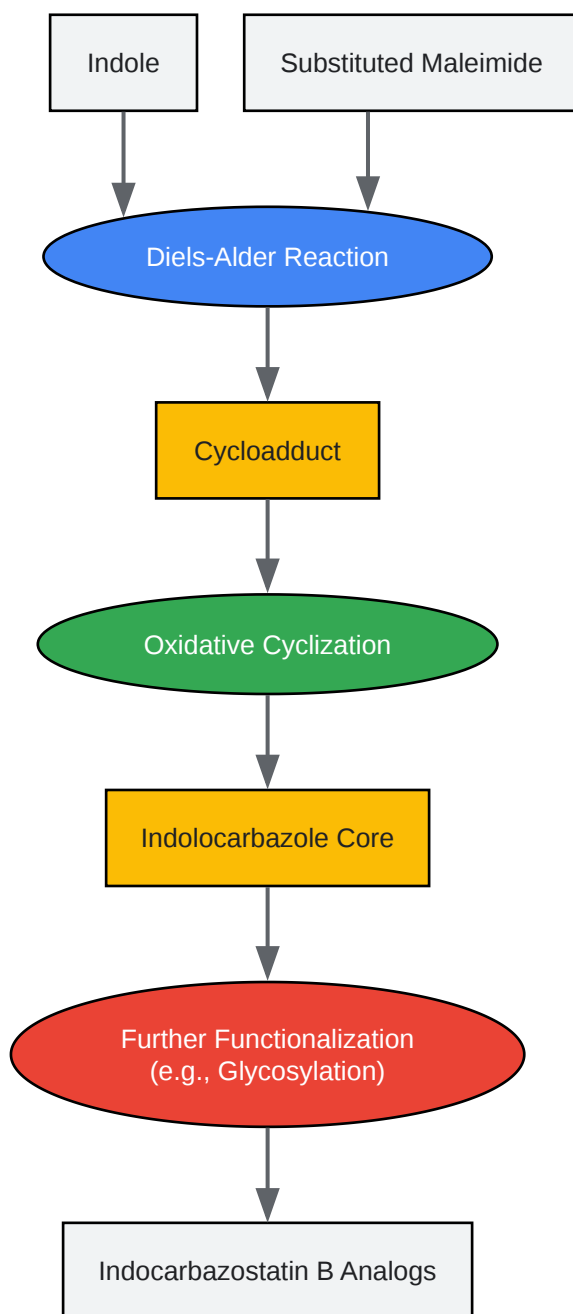 Indole
Substituted Maleimide
Diels-Alder Reaction
Cycloadduct
Oxidative Cyclization
Indolocarbazole Core
Further Functionalization
(e.g., Glycosylation)
Indocarbazostatin B Analogs